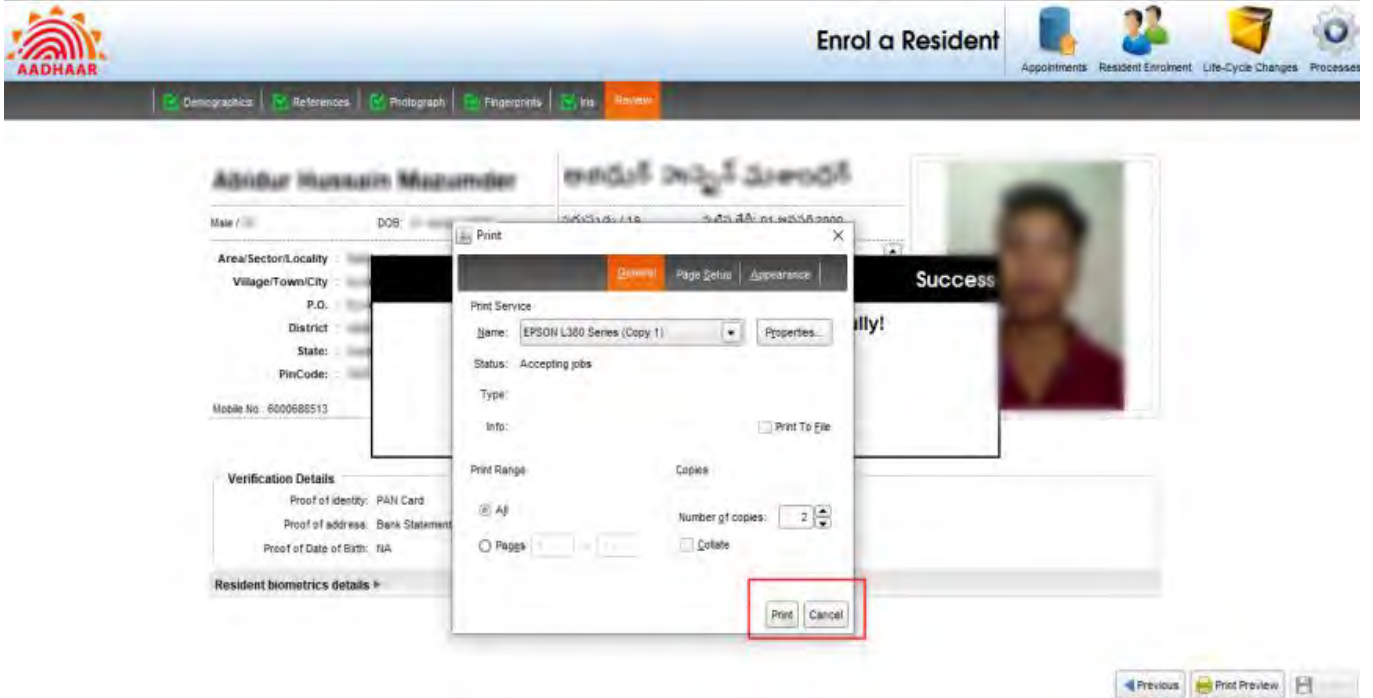 Enrol a Resident
AADHAAR
Appointments Resident Enrolment Life-Cycle Changes Processes
Demographics References Photograph Fingerprints Iris Review
Male /
DOB:
Area/Sector/Locality :
Village/Town/City :
P.O. :
District :
State: :
PinCode: :
Mobile No.: 6000688513
Print
General Page Setup Appearance
Success
lly!
Print Service
Name: EPSON L380 Series (Copy 1) Properties...
Status: Accepting jobs
Type:
Info:
Print To File
Print Range
Copies
All
Number of copies: 2
Pages
Collate
Print Cancel
Verification Details
Proof of identity: PAN Card
Proof of address: Bank Statement
Proof of Date of Birth: NA
Resident biometrics details
Previous Print Preview